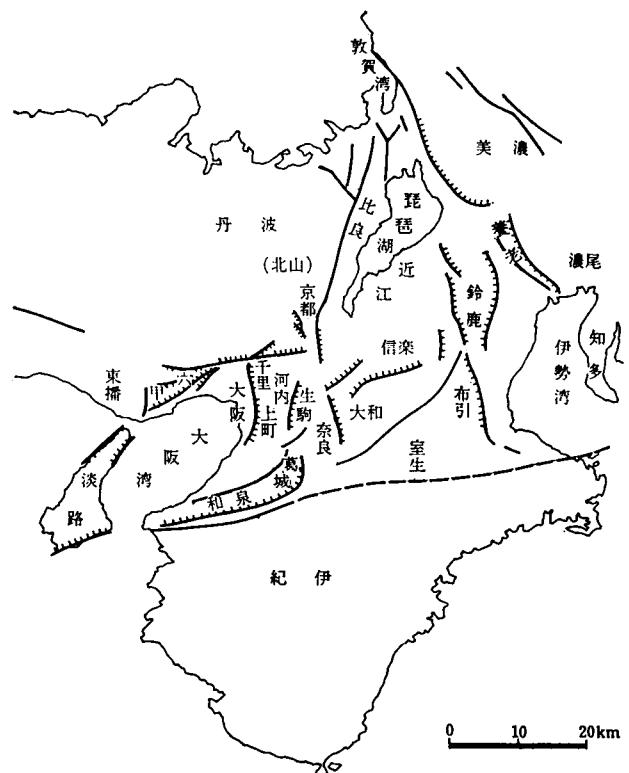 敦賀湾
美濃
琵琶湖
比良
丹波
(北山)
近江
養老
濃尾
京都
鈴鹿
伊勢湾
知多
信楽
東播
六甲
千里
大阪
上町
河内
生駒
奈良
大和
布引
室生
葛城
和泉
大阪湾
淡路
紀伊
0 10 20km